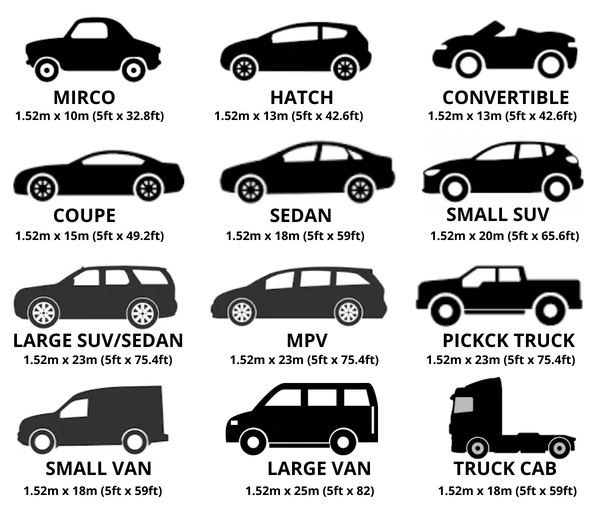 MIRCO HATCH CONVERTIBLE
1.52m x 10m (5ft x 32.8ft) 1.52m x 13m (5ft x 42.6ft) 1.52m x 13m (5ft x 42.6ft)
COUPE SEDAN SMALL SUV
1.52m x 15m (5ft x 49.2ft) 1.52m x 18m (5ft x 59ft) 1.52m x 20m (5ft x 65.6ft)
LARGE SUV/SEDAN MPV PICKCK TRUCK
1.52m x 23m (5ft x 75.4ft) 1.52m x 23m (5ft x 75.4ft) 1.52m x 23m (5ft x 75.4ft)
SMALL VAN LARGE VAN TRUCK CAB
1.52m x 18m (5ft x 59ft) 1.52m x 25m (5ft x 82) 1.52m x 18m (5ft x 59ft)